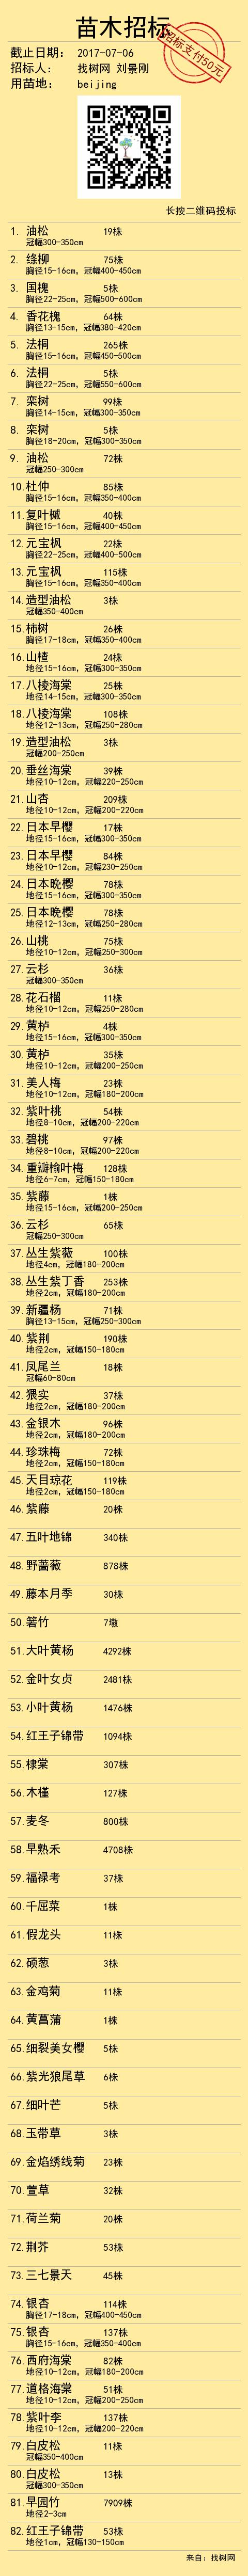 苗木招标
招标支付50元
截止日期: 2017-07-06
招标人: 找树网 刘景刚
用苗地: beijing
长按二维码投标
1. 油松 19株
冠幅300-350cm
2. 绦柳 75株
胸径15-16cm, 冠幅400-450cm
3. 国槐 5株
胸径22-25cm, 冠幅500-600cm
4. 香花槐 64株
胸径13-15cm, 冠幅380-420cm
5. 法桐 265株
胸径15-16cm, 冠幅450-500cm
6. 法桐 5株
胸径22-25cm, 冠幅550-600cm
7. 栾树 99株
胸径14-15cm, 冠幅300-350cm
8. 栾树 5株
胸径18-20cm, 冠幅300-350cm
9. 油松 72株
冠幅250-300cm
10. 杜仲 85株
胸径15-16cm, 冠幅350-400cm
11. 复叶槭 40株
胸径15-16cm, 冠幅400-450cm
12. 元宝枫 22株
胸径22-25cm, 冠幅400-500cm
13. 元宝枫 115株
胸径15-16cm, 冠幅350-400cm
14. 造型油松 3株
冠幅350-400cm
15. 柿树 26株
胸径17-18cm, 冠幅350-400cm
16. 山楂 24株
地径15-16cm, 冠幅300-350cm
17. 八棱海棠 25株
地径14-15cm, 冠幅300-350cm
18. 八棱海棠 108株
地径12-13cm, 冠幅250-280cm
19. 造型油松 3株
冠幅200-250cm
20. 垂丝海棠 39株
地径10-12cm, 冠幅220-250cm
21. 山杏 209株
地径10-12cm, 冠幅200-220cm
22. 日本早樱 17株
地径15-16cm, 冠幅300-350cm
23. 日本早樱 84株
地径10-12cm, 冠幅230-250cm
24. 日本晚樱 78株
地径15-16cm, 冠幅300-350cm
25. 日本晚樱 78株
地径12-13cm, 冠幅250-280cm
26. 山桃 75株
地径10-12cm, 冠幅250-300cm
27. 云杉 36株
冠幅300-350cm
28. 花石榴 11株
地径10-12cm, 冠幅250-280cm
29. 黄栌 4株
地径15-16cm, 冠幅300-350cm
30. 黄栌 35株
地径10-12cm, 冠幅200-250cm
31. 美人梅 23株
地径10-12cm, 冠幅180-200cm
32. 紫叶桃 54株
地径8-10cm, 冠幅200-220cm
33. 碧桃 97株
地径8-10cm, 冠幅200-220cm
34. 重瓣榆叶梅 128株
地径6-7cm, 冠幅150-180cm
35. 紫藤 1株
地径15-16cm, 冠幅200-250cm
36. 云杉 65株
冠幅250-300cm
37. 丛生紫薇 100株
地径4cm, 冠幅180-200cm
38. 丛生紫丁香 253株
地径2cm, 冠幅180-200cm
39. 新疆杨 71株
胸径13-15cm, 冠幅250-300cm
40. 紫荆 190株
地径2cm, 冠幅150-180cm
41. 凤尾兰 18株
冠幅60-80cm
42. 猥实 37株
地径2cm, 冠幅180-200cm
43. 金银木 96株
地径2cm, 冠幅180-200cm
44. 珍珠梅 72株
地径2cm, 冠幅150-180cm
45. 天目琼花 119株
地径2cm, 冠幅150-180cm
46. 紫藤 20株
47. 五叶地锦 340株
48. 野蔷薇 878株
49. 藤本月季 30株
50. 箬竹 7墩
51. 大叶黄杨 4292株
52. 金叶女贞 2481株
53. 小叶黄杨 1476株
54. 红王子锦带 1094株
55. 棣棠 307株
56. 木槿 127株
57. 麦冬 800株
58. 早熟禾 4708株
59. 福禄考 37株
60. 千屈菜 1株
61. 假龙头 11株
62. 硕葱 3株
63. 金鸡菊 11株
64. 黄菖蒲 1株
65. 细裂美女樱 5株
66. 紫光狼尾草 6株
67. 细叶芒 5株
68. 玉带草 3株
69. 金焰绣线菊 23株
70. 萱草 32株
71. 荷兰菊 20株
72. 荆芥 53株
73. 三七景天 45株
74. 银杏 114株
胸径17-18cm, 冠幅400-450cm
75. 银杏 137株
胸径15-16cm, 冠幅350-400cm
76. 西府海棠 82株
地径10-12cm, 冠幅180-200cm
77. 道格海棠 51株
地径10-12cm, 冠幅200-250cm
78. 紫叶李 137株
地径10-12cm, 冠幅200-220cm
79. 白皮松 11株
冠幅350-400cm
80. 白皮松 13株
冠幅300-350cm
81. 早园竹 7909株
地径2-3cm
82. 红王子锦带 53株
地径1cm, 冠幅130-150cm
来自: 找树网